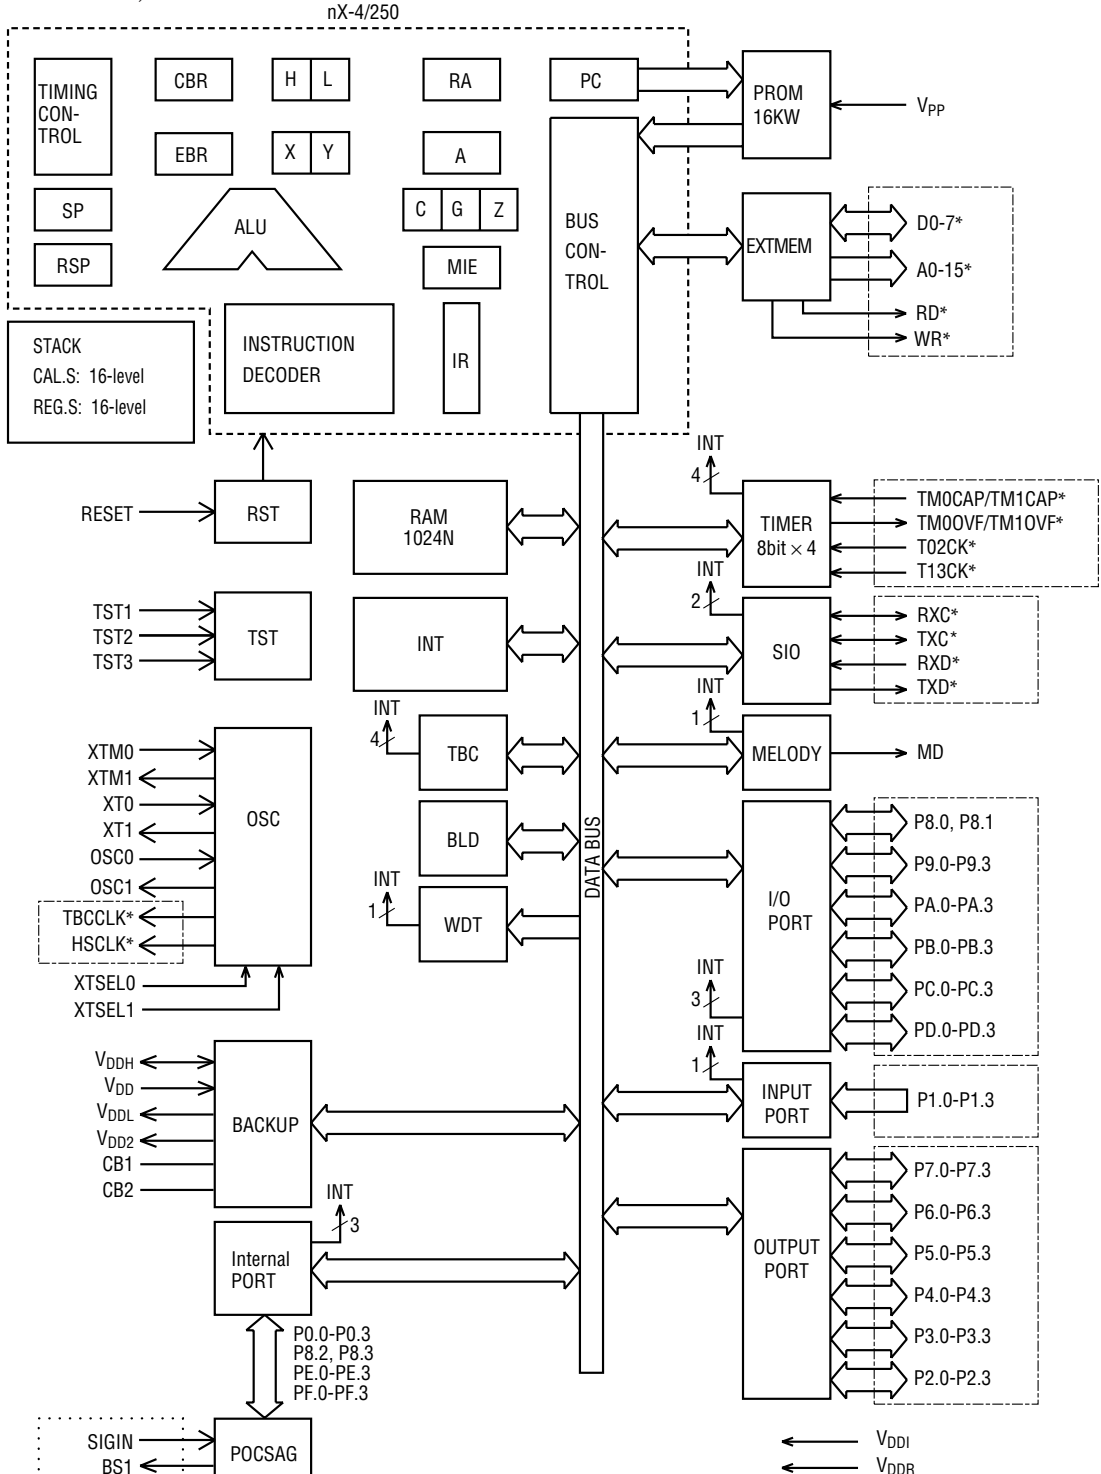 nX-4/250
TIMING
CON-
TROL
CBR
H L
RA
PC
PROM
16KW
VPP
EBR
X Y
A
SP
ALU
C G Z
BUS
CON-
TROL
EXTMEM
D0-7*
A0-15*
RD*
WR*
RSP
MIE
STACK
CAL.S: 16-level
REG.S: 16-level
INSTRUCTION
DECODER
IR
RESET
RST
RAM
1024N
INT
4
TIMER
8bit × 4
TM0CAP/TM1CAP*
TM0OVF/TM1OVF*
T02CK*
T13CK*
TST1
TST2
TST3
TST
INT
INT
2
SIO
RXC*
TXC*
RXD*
TXD*
INT
4
TBC
INT
1
MELODY
MD
XTM0
XTM1
XT0
XT1
OSC0
OSC1
TBCCLK*
HSCLK*
XTSEL0
XTSEL1
OSC
BLD
DATA BUS
INT
1
WDT
I/O
PORT
INT
3
P8.0, P8.1
P9.0-P9.3
PA.0-PA.3
PB.0-PB.3
PC.0-PC.3
PD.0-PD.3
VDDH
VDD
VDDL
VDD2
CB1
CB2
BACKUP
INT
1
INPUT
PORT
P1.0-P1.3
INT
3
Internal
PORT
OUTPUT
PORT
P7.0-P7.3
P6.0-P6.3
P5.0-P5.3
P4.0-P4.3
P3.0-P3.3
P2.0-P2.3
P0.0-P0.3
P8.2, P8.3
PE.0-PE.3
PF.0-PF.3
SIGIN
BS1
POCSAG
VDDI
VDDR